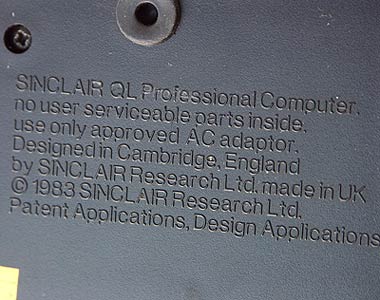 SINCLAIR QL Professional Computer.
no user serviceable parts inside.
use only approved AC adaptor.
Designed in Cambridge, England
by SINCLAIR Research Ltd. made in UK
© 1983 SINCLAIR Research Ltd.
Patent Applications, Design Applications